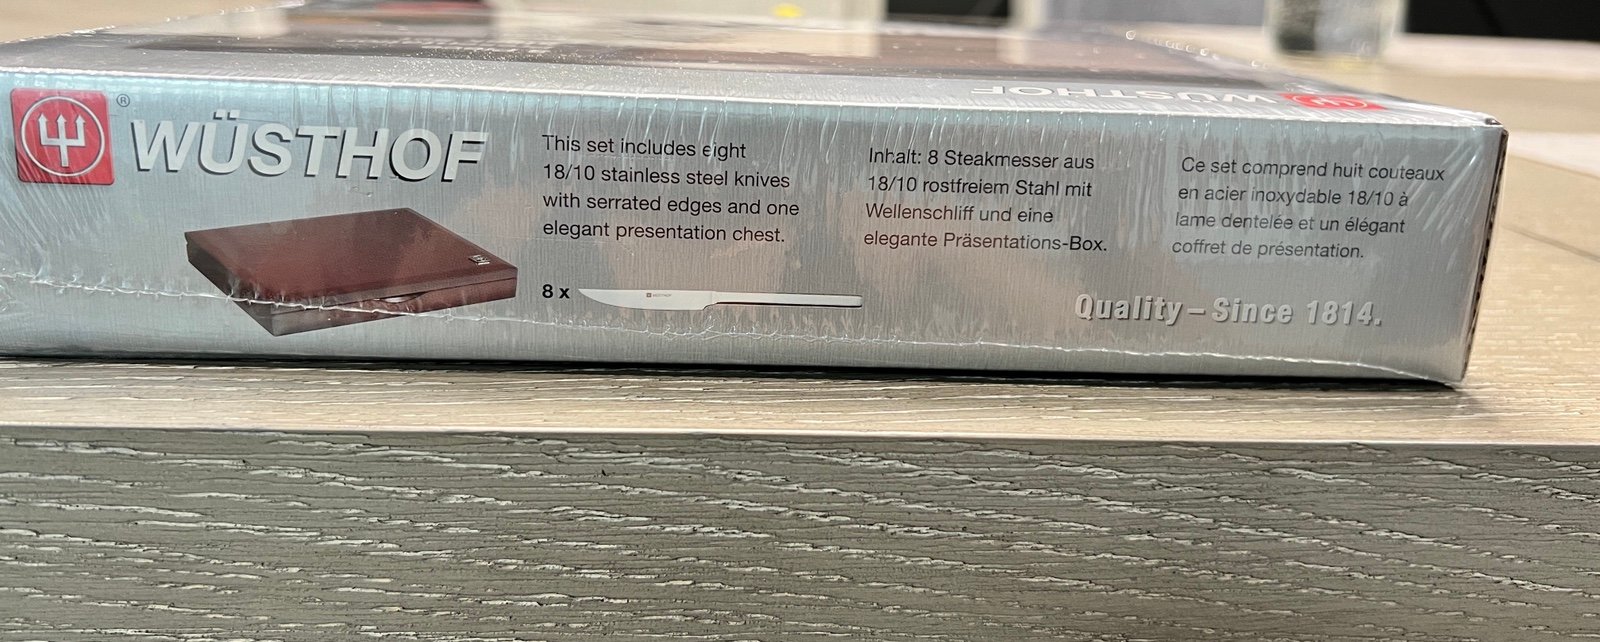 WÜSTHOF
® WÜSTHOF
This set includes eight
18/10 stainless steel knives
with serrated edges and one
elegant presentation chest.
8 x
WÜSTHOF
Inhalt: 8 Steakmesser aus
18/10 rostfreiem Stahl mit
Wellenschliff und eine
elegante Präsentations-Box.
Ce set comprend huit couteaux
en acier inoxydable 18/10 à
lame dentelée et un élégant
coffret de présentation.
Quality – Since 1814.